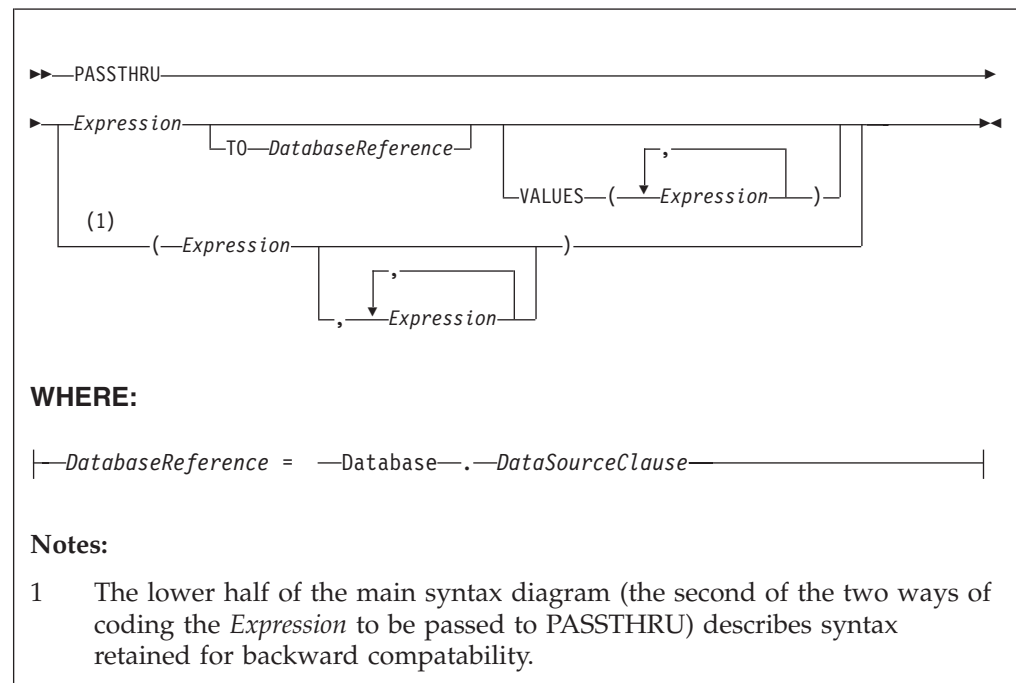 PASSTHRU
Expression
TO DatabaseReference
,
VALUES ( Expression )
(1)
( Expression )
,
, Expression
WHERE:
DatabaseReference = Database . DataSourceClause
Notes:
1 The lower half of the main syntax diagram (the second of the two ways of
coding the Expression to be passed to PASSTHRU) describes syntax
retained for backward compatability.